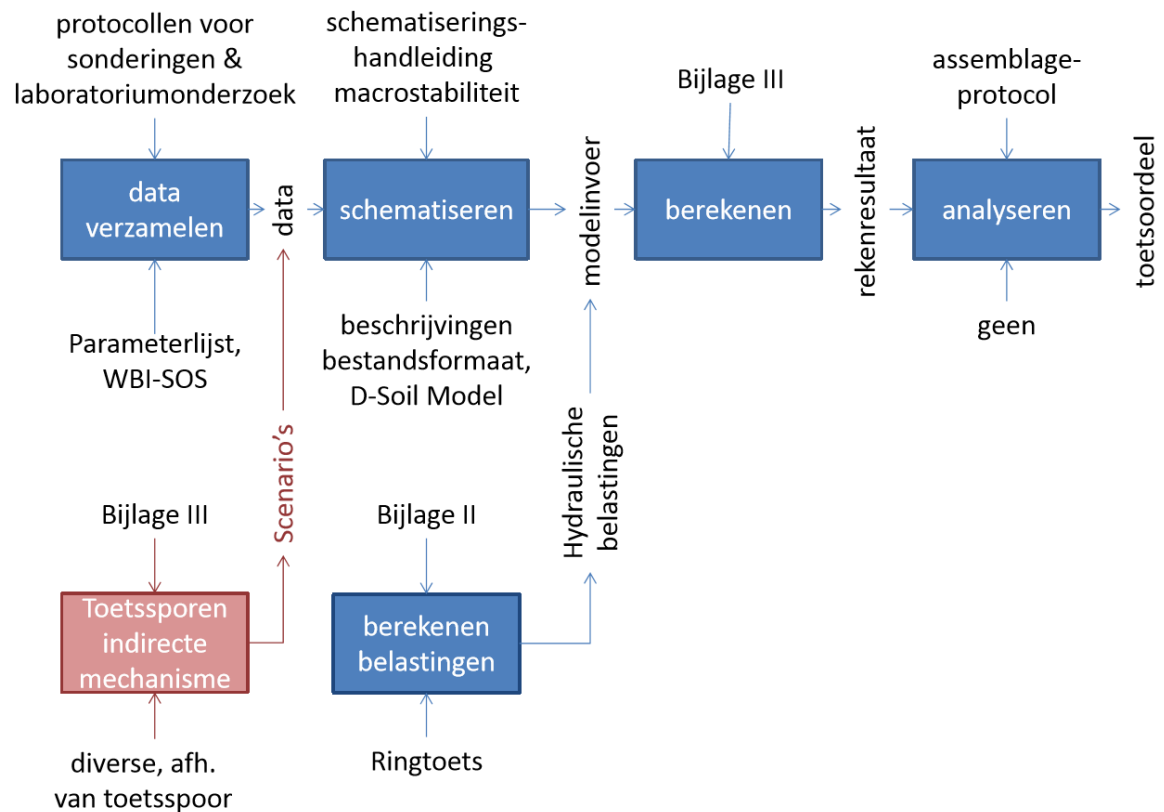 protocollen voor
sonderingen &
laboratoriumonderzoek
schematiserings-
handleiding
macrostabiliteit
Bijlage III
assemblage-
protocol
data
verzamelen
data
schematiseren
modelinvoer
berekenen
rekenresultaat
analyseren
toetsoordeel
Parameterlijst,
WBI-SOS
beschrijvingen
bestandsformaat,
D-Soil Model
geen
Scenario's
Hydraulische
belastingen
Bijlage III
Bijlage II
Toetssporen
indirecte
mechanisme
berekenen
belastingen
diverse, afh.
van toetsspoor
Ringtoets